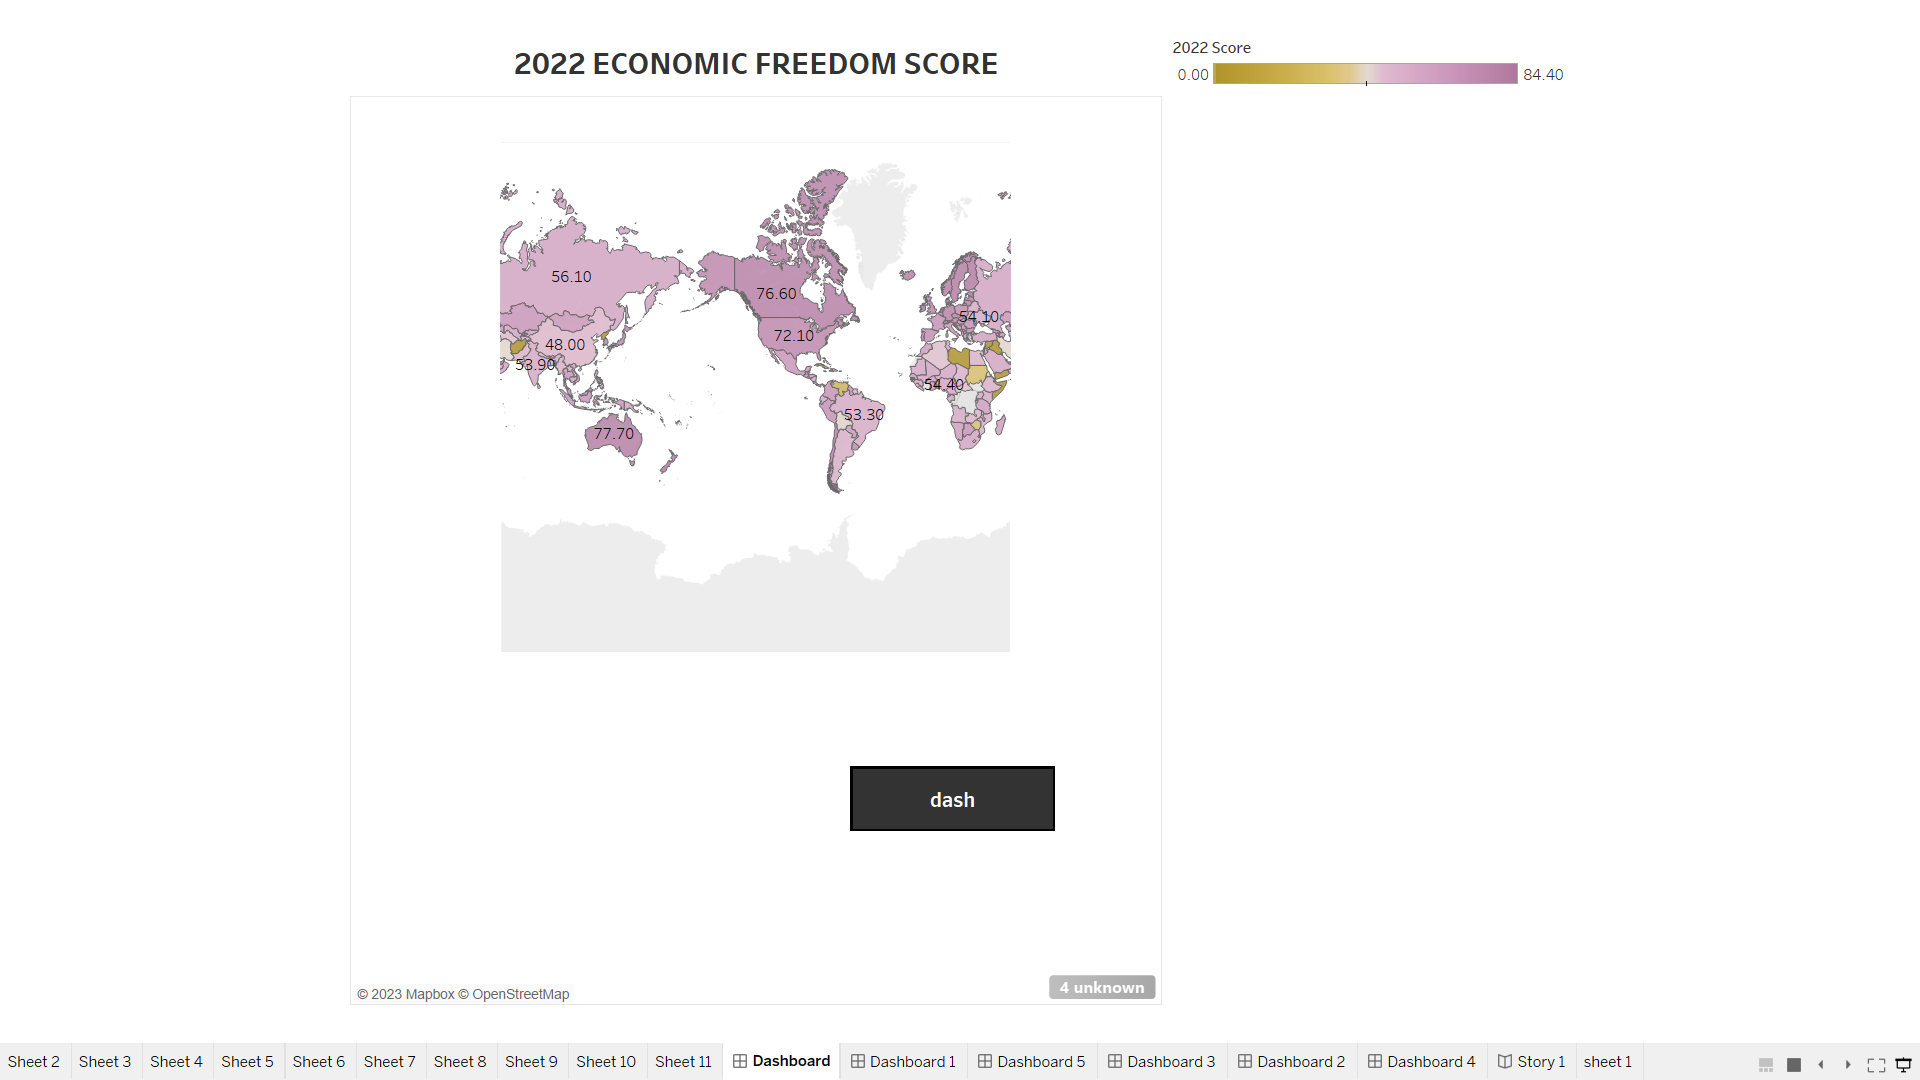 2022 ECONOMIC FREEDOM SCORE
2022 Score
0.00 84.40
56.10
76.60
54.10
72.10
48.00
53.90
54.40
53.30
77.70
dash
© 2023 Mapbox © OpenStreetMap
4 unknown
Sheet 2 Sheet 3 Sheet 4 Sheet 5 Sheet 6 Sheet 7 Sheet 8 Sheet 9 Sheet 10 Sheet 11 Dashboard Dashboard 1 Dashboard 5 Dashboard 3 Dashboard 2 Dashboard 4 Story 1 sheet 1